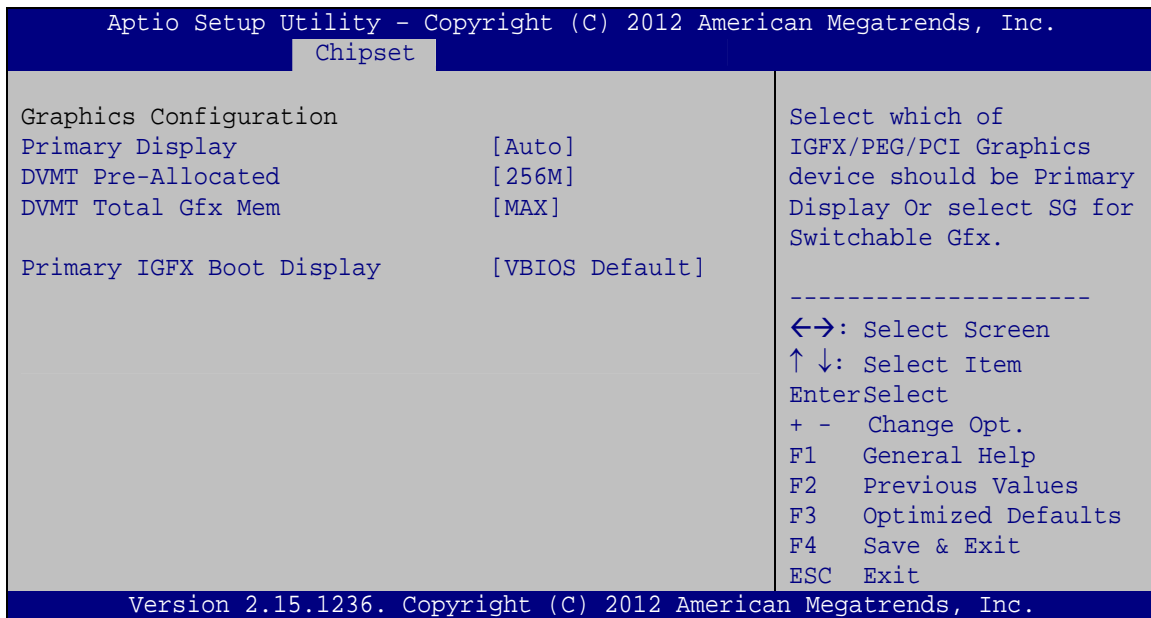 Aptio Setup Utility – Copyright (C) 2012 American Megatrends, Inc.
Chipset
Graphics Configuration
Primary Display [Auto]
DVMT Pre-Allocated [256M]
DVMT Total Gfx Mem [MAX]
Primary IGFX Boot Display [VBIOS Default]
Select which of
IGFX/PEG/PCI Graphics
device should be Primary
Display Or select SG for
Switchable Gfx.
---------------------
←→: Select Screen
↑ ↓: Select Item
EnterSelect
+ - Change Opt.
F1 General Help
F2 Previous Values
F3 Optimized Defaults
F4 Save & Exit
ESC Exit
Version 2.15.1236. Copyright (C) 2012 American Megatrends, Inc.